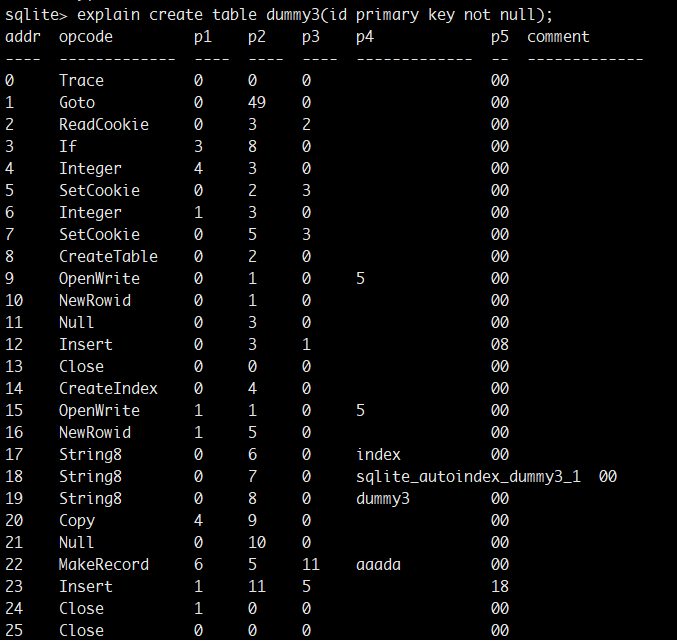 sqlite> explain create table dummy3(id primary key not null);
addr  opcode         p1    p2    p3    p4             p5  comment
----  -------------  ----  ----  ----  -------------  --  -------------
0     Trace          0     0     0                    00
1     Goto           0     49    0                    00
2     ReadCookie     0     3     2                    00
3     If             3     8     0                    00
4     Integer        4     3     0                    00
5     SetCookie      0     2     3                    00
6     Integer        1     3     0                    00
7     SetCookie      0     5     3                    00
8     CreateTable    0     2     0                    00
9     OpenWrite      0     1     0     5              00
10    NewRowid       0     1     0                    00
11    Null           0     3     0                    00
12    Insert         0     3     1                    08
13    Close          0     0     0                    00
14    CreateIndex    0     4     0                    00
15    OpenWrite      1     1     0     5              00
16    NewRowid       1     5     0                    00
17    String8        0     6     0     index          00
18    String8        0     7     0     sqlite_autoindex_dummy3_1  00
19    String8        0     8     0     dummy3         00
20    Copy           4     9     0                    00
21    Null           0     10    0                    00
22    MakeRecord     6     5     11    aaada          00
23    Insert         1     11    5                    18
24    Close          1     0     0                    00
25    Close          0     0     0                    00